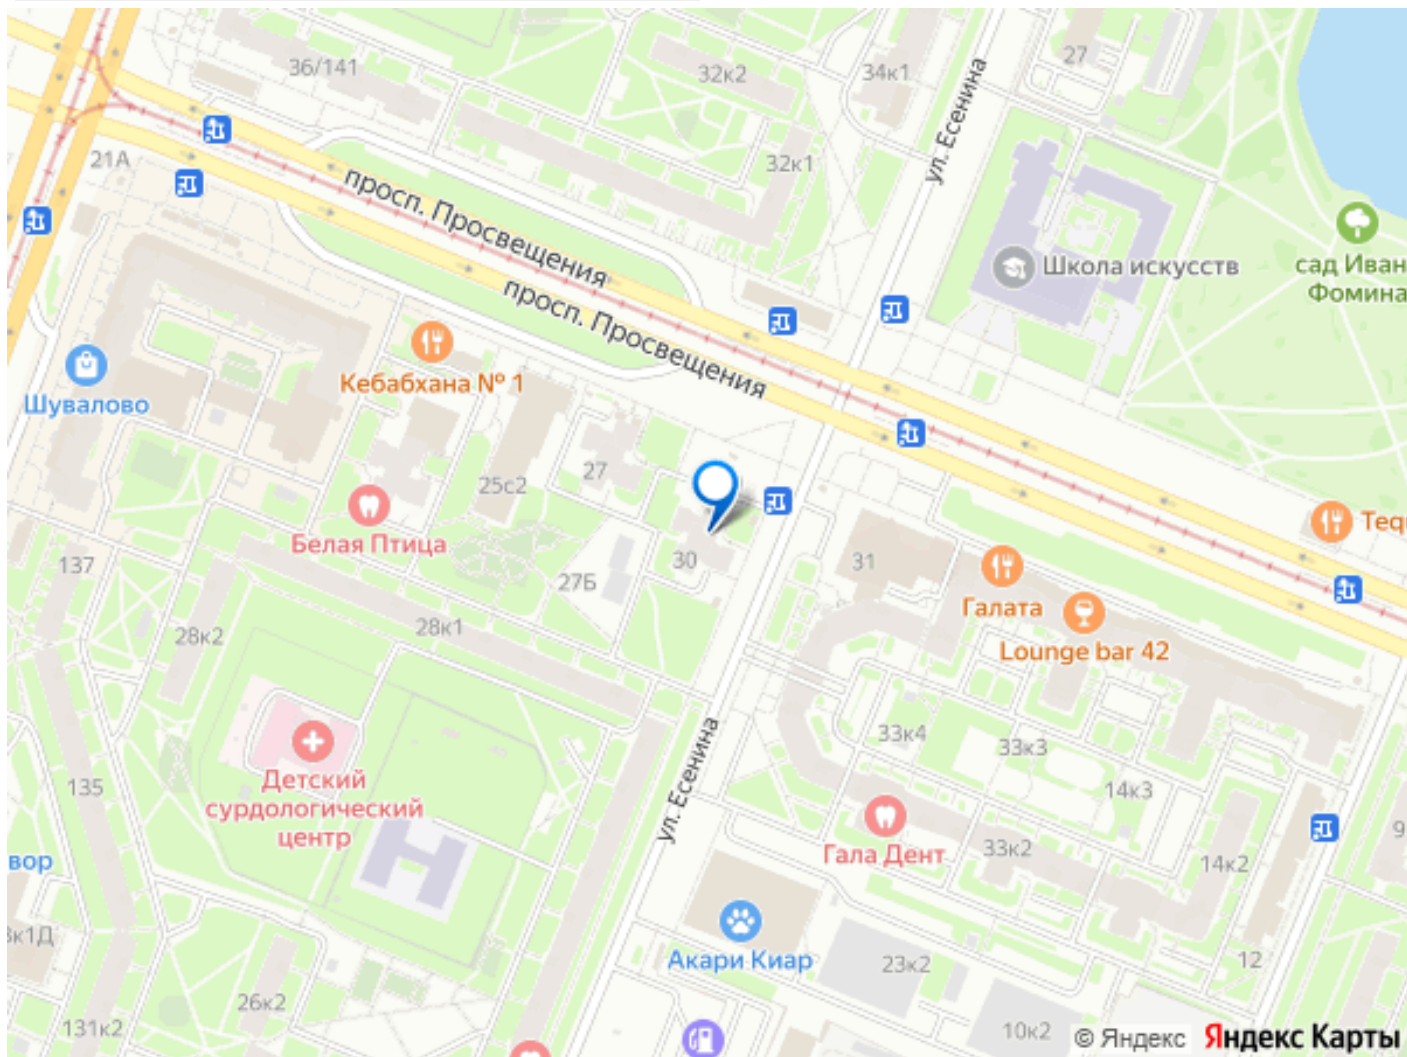 36/141
32к2
34к1
27
ул. Есенина
21А
32к1
просп. Просвещения
просп. Просвещения
Школа искусств
сад Иван
Фомина
Кебабхана № 1
Шувалово
27
25с2
Белая Птица
Теqu
137
30
31
27Б
Галата
28к1
28к2
Lounge bar 42
ул. Есенина
33к4
33к3
Детский
сурдологический
центр
135
14к3
9
вор
Гала Дент
33к2
14к2
к1Д
Акари Киар
23к2
12
26к2
131к2
10к2
© Яндекс
Яндекс Карты